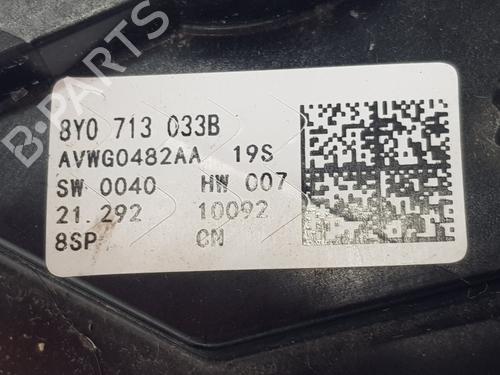 8Y0 713 033B
AVWG0482AA 19S
SW 0040 HW 007
21.292 10092
8SP CN
B-PARTS